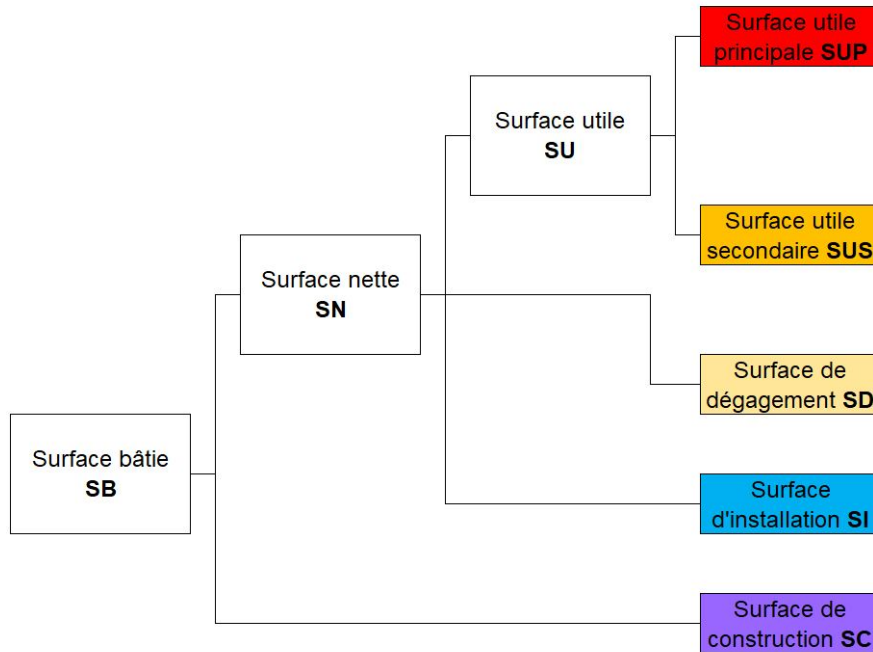 Surface utile
principale SUP
Surface utile
SU
Surface utile
secondaire SUS
Surface nette
SN
Surface de
dégagement SD
Surface bâtie
SB
Surface
d'installation SI
Surface de
construction SC